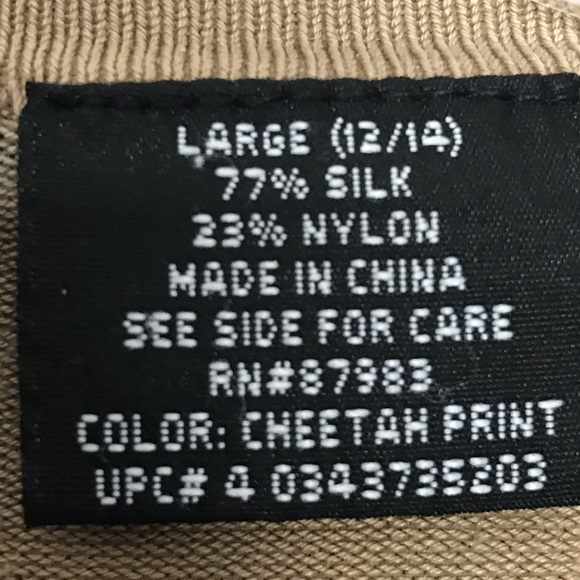 LARGE (12/14)
77% SILK
23% NYLON
MADE IN CHINA
SEE SIDE FOR CARE
RN#87983
COLOR: CHEETAH PRINT
UPC# 4 0343735203